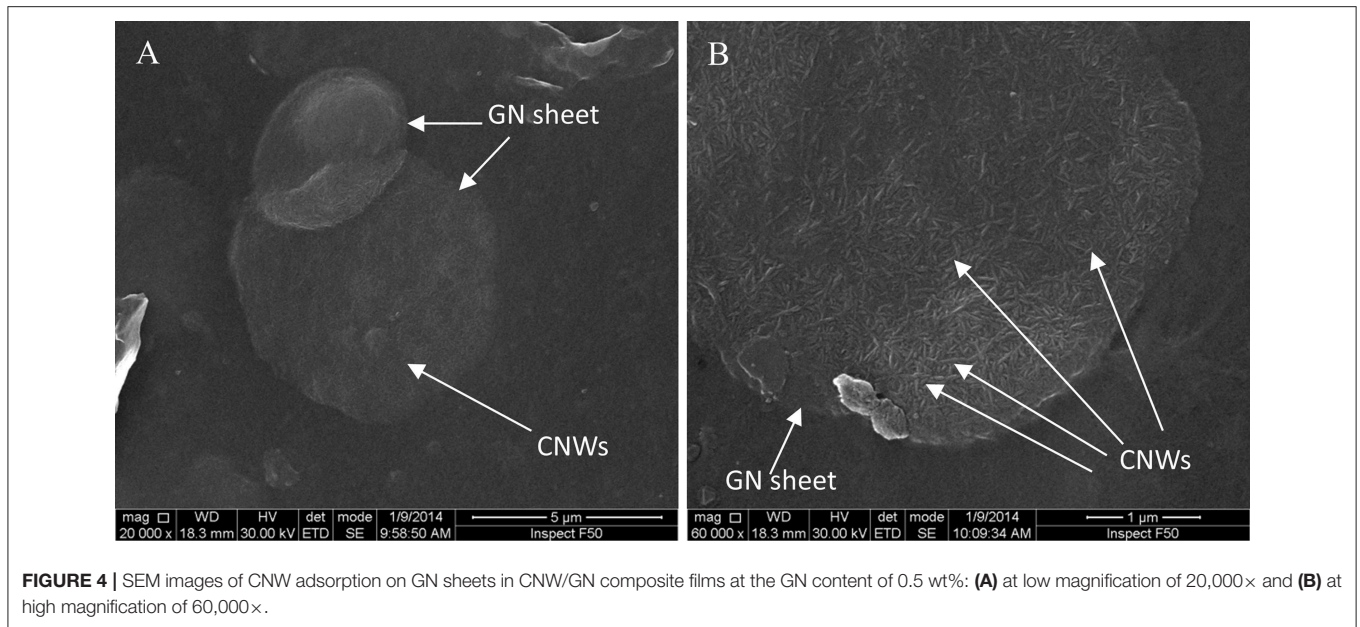 A
GN sheet
CNWs
mag □ WD HV det mode 1/9/2014 5 µm
20 000 x 18.3 mm 30.00 kV ETD SE 9:58:50 AM Inspect F50
B
GN sheet
CNWs
mag □ WD HV det mode 1/9/2014 1 µm
60 000 x 18.3 mm 30.00 kV ETD SE 10:09:34 AM Inspect F50
FIGURE 4 | SEM images of CNW adsorption on GN sheets in CNW/GN composite films at the GN content of 0.5 wt%: (A) at low magnification of 20,000× and (B) at
high magnification of 60,000×.